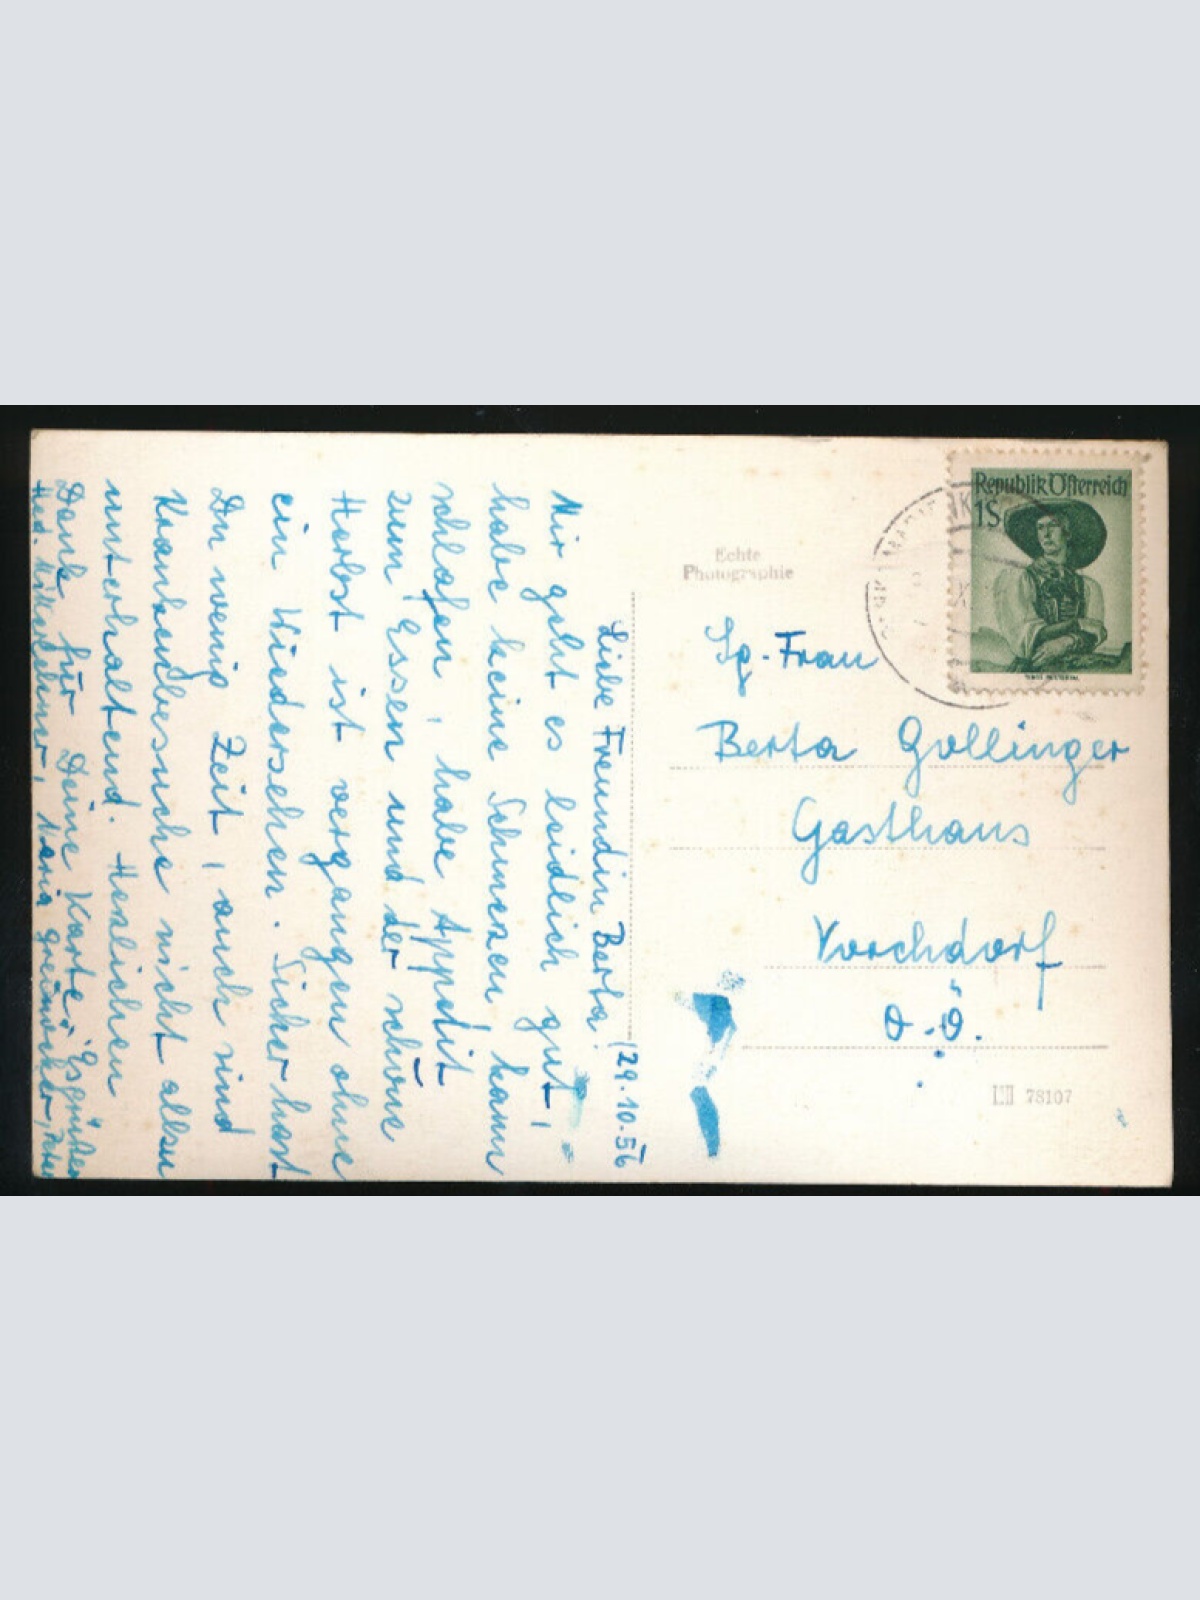 Liebe Freundin Berta! 29.10.56
Mir geht es leidlich gut,
habe keine Schmerzen kann
schlafen, habe Appetit
zum Essen und der schöne
Herbst ist vergangen ohne
ein Wiedersehen. Sicher hast
Du wenig Zeit, auch sind
Krankenbesuche nicht allzu
unterhaltend. Herzlichen
Dank für Deine Karte. Es grüßen
Maria
Echte
Photographie
Republik Österreich
1S
Sg. Frau
Berta Gollinger
Gasthaus
Vorchdorf
O.-Ö.
78107